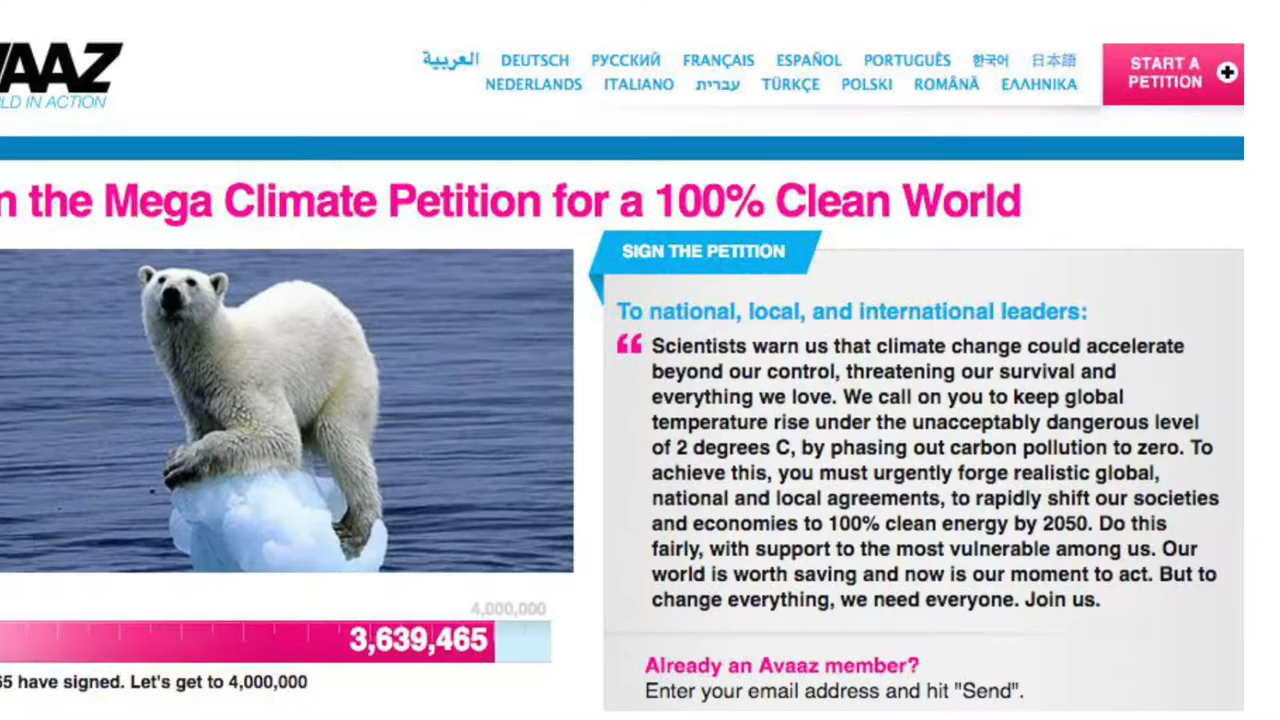 VAAZ
LD IN ACTION
العربية DEUTSCH РУССКИЙ FRANÇAIS ESPAÑOL PORTUGUÊS 한국어 日本語
NEDERLANDS ITALIANO עברית TÜRKÇE POLSKI ROMÂNĂ ΕΛΛΗΝΙΚΑ
START A
PETITION
n the Mega Climate Petition for a 100% Clean World
SIGN THE PETITION
To national, local, and international leaders:
“ Scientists warn us that climate change could accelerate
beyond our control, threatening our survival and
everything we love. We call on you to keep global
temperature rise under the unacceptably dangerous level
of 2 degrees C, by phasing out carbon pollution to zero. To
achieve this, you must urgently forge realistic global,
national and local agreements, to rapidly shift our societies
and economies to 100% clean energy by 2050. Do this
fairly, with support to the most vulnerable among us. Our
world is worth saving and now is our moment to act. But to
change everything, we need everyone. Join us.
4,000,000
3,639,465
65 have signed. Let's get to 4,000,000
Already an Avaaz member?
Enter your email address and hit "Send".